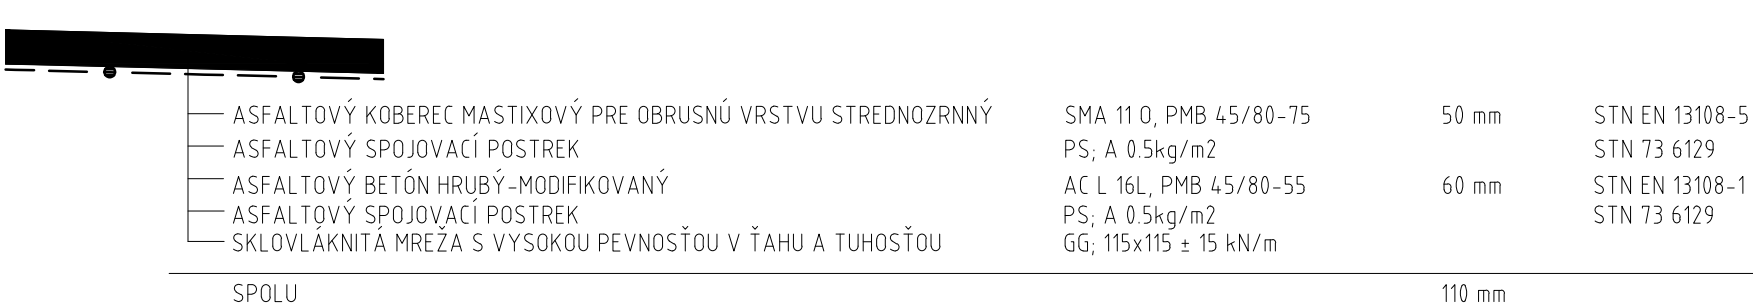 ASFALTOVÝ KOBEREC MASTIXOVÝ PRE OBRUSNÚ VRSTVU STREDNOZRNNÝ SMA 11 O, PMB 45/80-75 50 mm STN EN 13108-5
ASFALTOVÝ SPOJOVACÍ POSTREK PS; A 0.5kg/m2 STN 73 6129
ASFALTOVÝ BETÓN HRUBÝ-MODIFIKOVANÝ AC L 16L, PMB 45/80-55 60 mm STN EN 13108-1
ASFALTOVÝ SPOJOVACÍ POSTREK PS; A 0.5kg/m2 STN 73 6129
SKLOVLÁKNITÁ MREŽA S VYSOKOU PEVNOSŤOU V ŤAHU A TUHOSŤOU GG; 115x115 ± 15 kN/m
SPOLU 110 mm